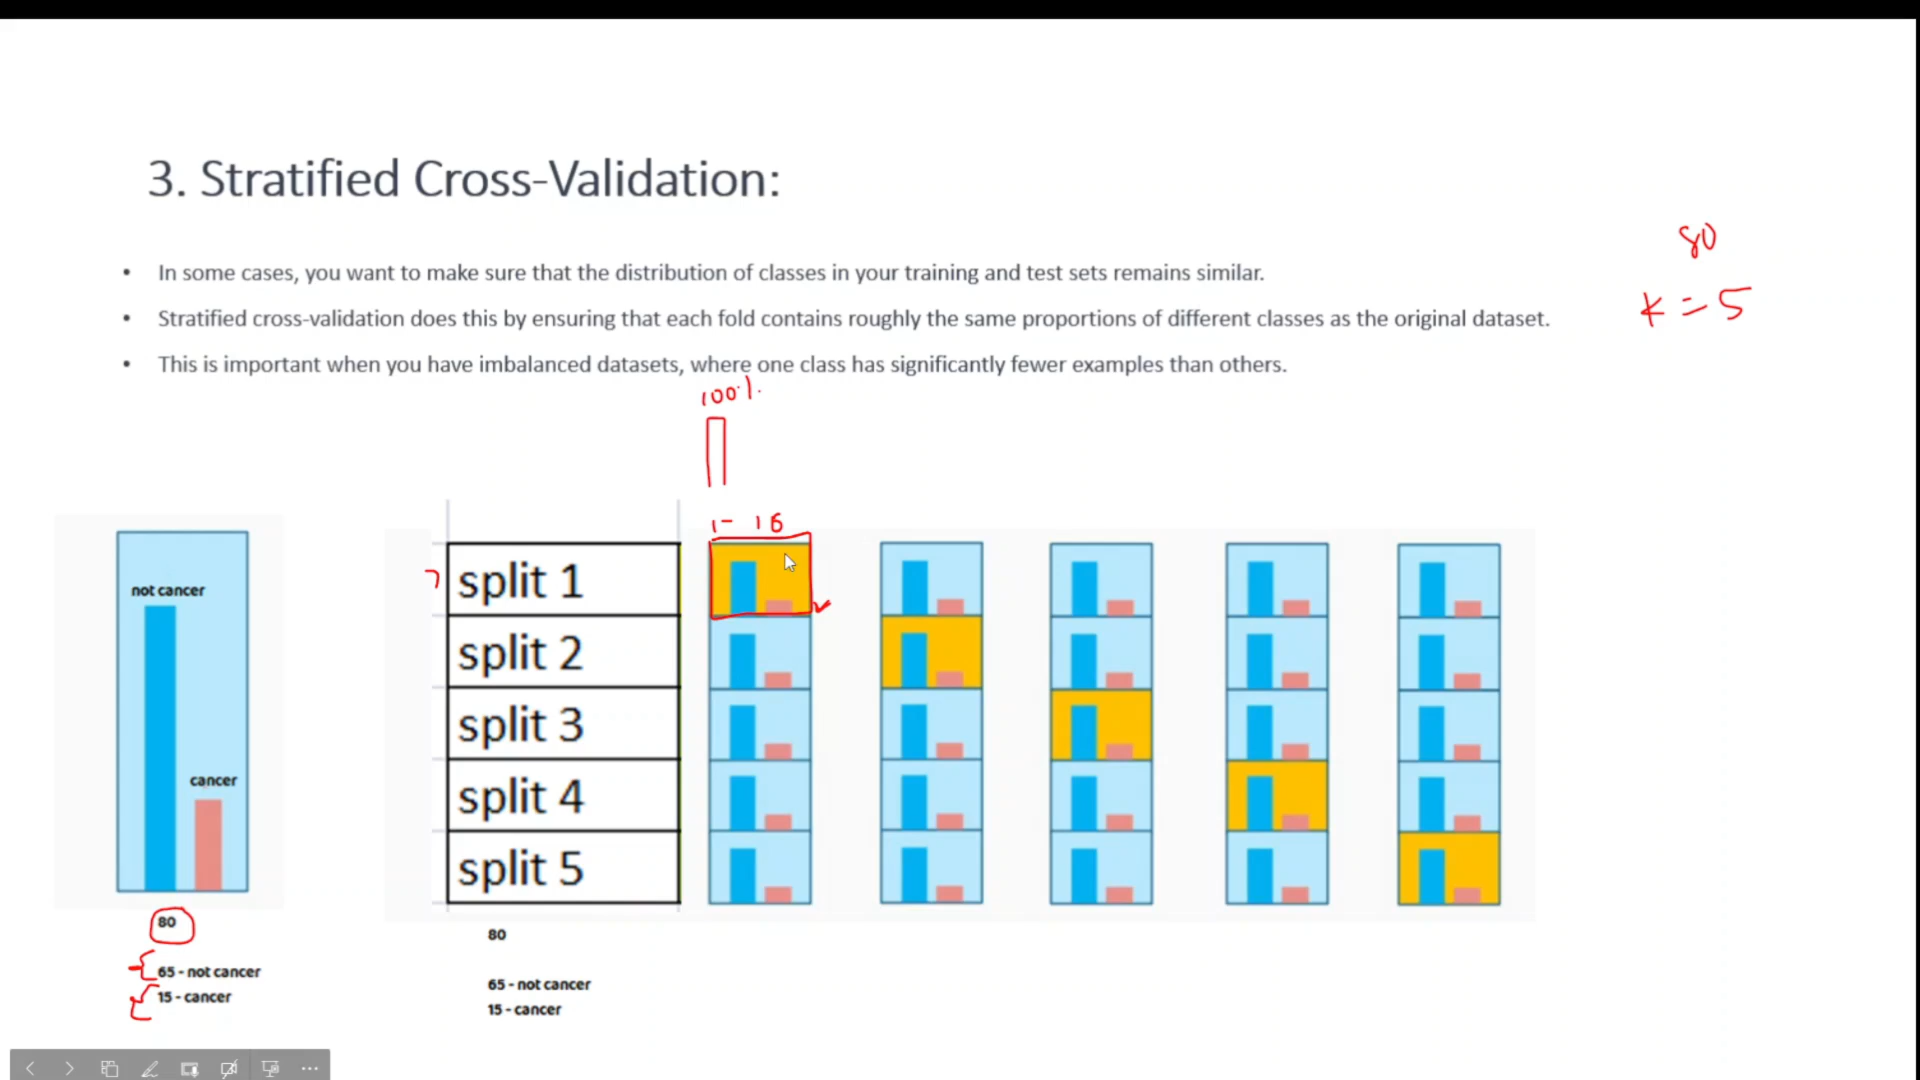 3. Stratified Cross-Validation:
80
• In some cases, you want to make sure that the distribution of classes in your training and test sets remains similar.
k = 5
• Stratified cross-validation does this by ensuring that each fold contains roughly the same proportions of different classes as the original dataset.
• This is important when you have imbalanced datasets, where one class has significantly fewer examples than others.
100%
1 - 16
not cancer
cancer
split 1
split 2
split 3
split 4
split 5
80
65 - not cancer
15 - cancer
80
65 - not cancer
15 - cancer